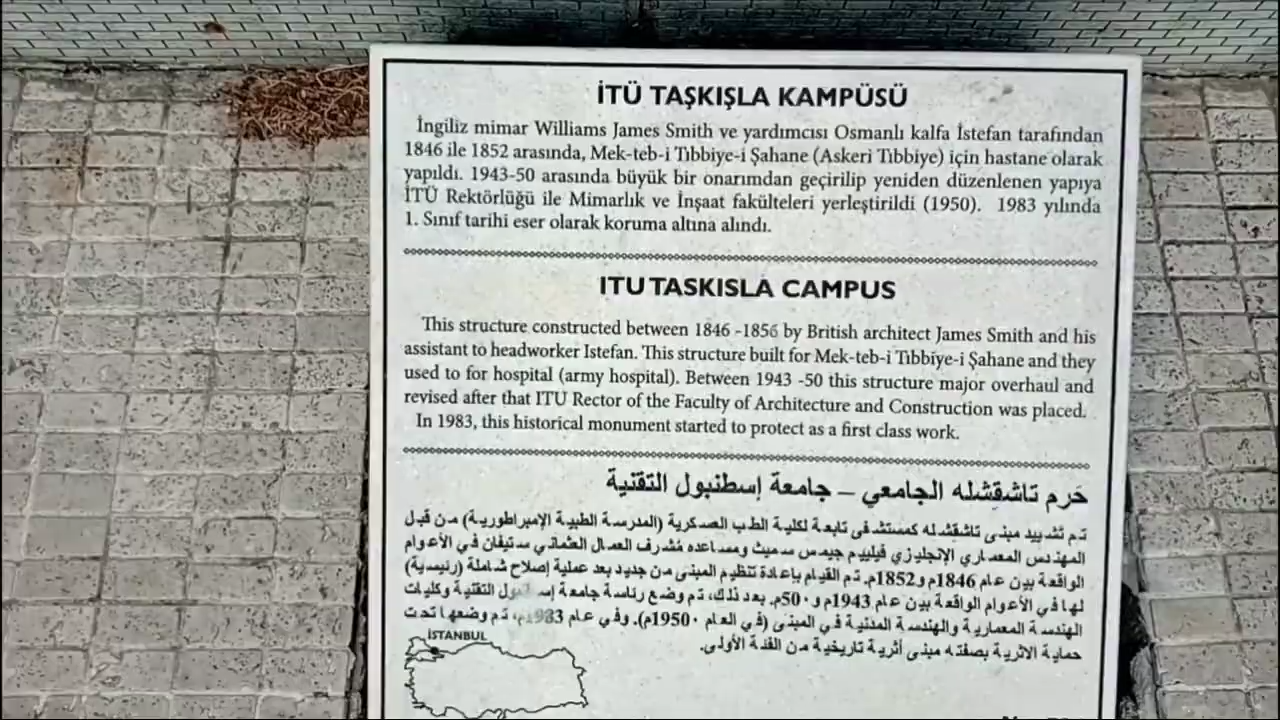 İTÜ TAŞKIŞLA KAMPÜSÜ
İngiliz mimar Williams James Smith ve yardımcısı Osmanlı kalfa İstefan tarafından
1846 ile 1852 arasında, Mek-teb-i Tıbbiye-i Şahane (Askeri Tıbbiye) için hastane olarak
yapıldı. 1943-50 arasında büyük bir onarımdan geçirilip yeniden düzenlenen yapıya
İTÜ Rektörlüğü ile Mimarlık ve İnşaat fakülteleri yerleştirildi (1950). 1983 yılında
1. Sınıf tarihi eser olarak koruma altına alındı.
ITU TASKISLA CAMPUS
This structure constructed between 1846 -1856 by British architect James Smith and his
assistant to headworker Istefan. This structure built for Mek-teb-i Tıbbiye-i Şahane and they
used to for hospital (army hospital). Between 1943 -50 this structure major overhaul and
revised after that ITU Rector of the Faculty of Architecture and Construction was placed.
In 1983, this historical monument started to protect as a first class work.
حَرم تاشقِشله الجامعي – جامعة إسطنبول التقنية
تم تشييد مبنى تاشقشله كمستشفى تابعة لكلية الطب العسكرية (المدرسة الطبية الإمبراطورية) من قبل
المهندس المعماري الإنجليزي فيلييم جيمس سميث ومساعده مُشرف العمال العثماني ستيفان في الأعوام
الواقعة بين عام 1846م و1852م. تم القيام بإعادة تنظيم المبنى من جديد بعد عملية إصلاح شاملة (رئيسية)
لها في الأعوام الواقعة بين عام 1943م و٥٠م. بعد ذلك، تم وضع رئاسة جامعة إسطنبول التقنية وكليات
الهندسة المعمارية والهندسة المدنية في المبنى (في العام ١٩٥٠م). وفي عام 1983م، تم وضعها تحت
حماية الاثرية بصفته مبنى أثرية تاريخية من الفئة الأولى.
İSTANBUL